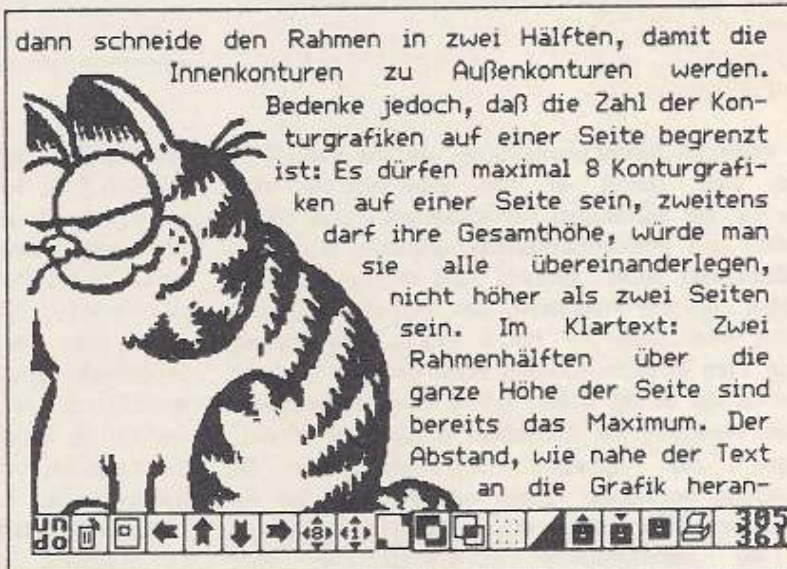 dann schneide den Rahmen in zwei Hälften, damit die
Innenkonturen zu Außenkonturen werden.
Bedenke jedoch, daß die Zahl der Kon-
turgrafiken auf einer Seite begrenzt
ist: Es dürfen maximal 8 Konturgrafi-
ken auf einer Seite sein, zweitens
darf ihre Gesamthöhe, würde man
sie alle übereinanderlegen,
nicht höher als zwei Seiten
sein. Im Klartext: Zwei
Rahmenhälften über die
ganze Höhe der Seite sind
bereits das Maximum. Der
Abstand, wie nahe der Text
an die Grafik heran-
un
do
8 1
385
361